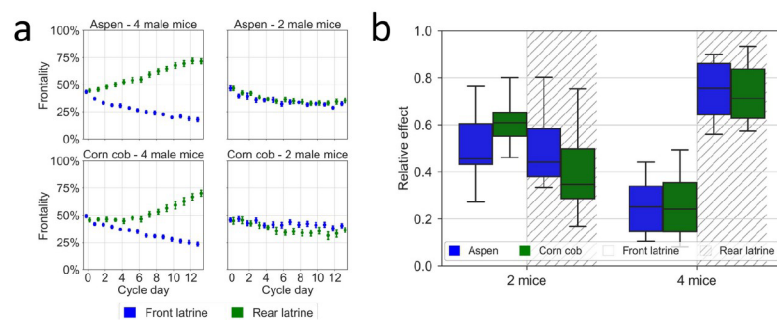 a
Aspen - 4 male mice
Aspen - 2 male mice
Frontality
100%
75%
50%
25%
0%
Corn cob - 4 male mice
Corn cob - 2 male mice
Frontality
100%
75%
50%
25%
0%
0 2 4 6 8 10 12
0 2 4 6 8 10 12
Cycle day
Cycle day
Front latrine
Rear latrine
b
Relative effect
1.0
0.8
0.6
0.4
0.2
0.0
Aspen
Corn cob
Front latrine
Rear latrine
2 mice
4 mice